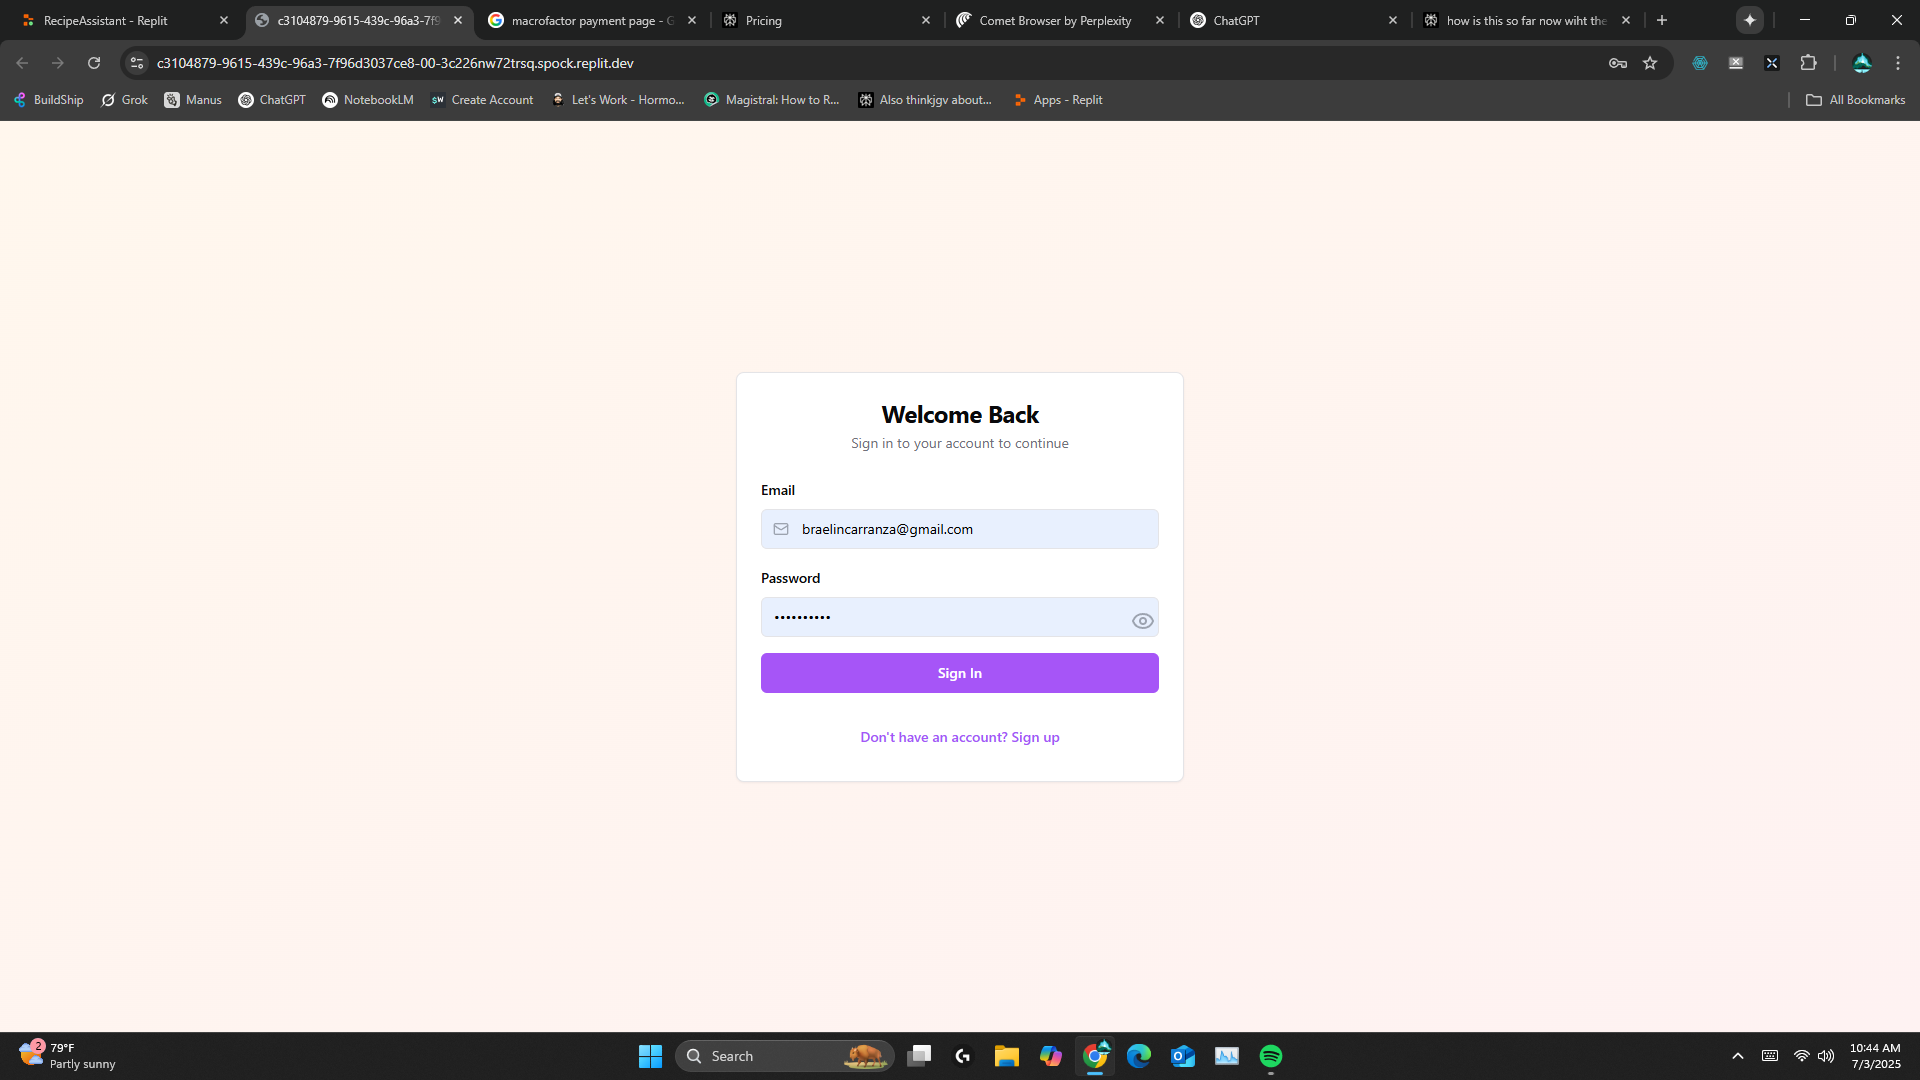 RecipeAssistant - Replit
c3104879-9615-439c-96a3-7f9
macrofactor payment page - G
Pricing
Comet Browser by Perplexity
ChatGPT
how is this so far now wiht the
c3104879-9615-439c-96a3-7f96d3037ce8-00-3c226nw72trsq.spock.replit.dev
BuildShip
Grok
Manus
ChatGPT
NotebookLM
$W Create Account
Let's Work - Hormo...
Magistral: How to R...
Also thinkjgv about...
Apps - Replit
All Bookmarks
Welcome Back
Sign in to your account to continue
Email
braelincarranza@gmail.com
Password
••••••••••
Sign In
Don't have an account? Sign up
2
79°F
Partly sunny
Search
10:44 AM
7/3/2025